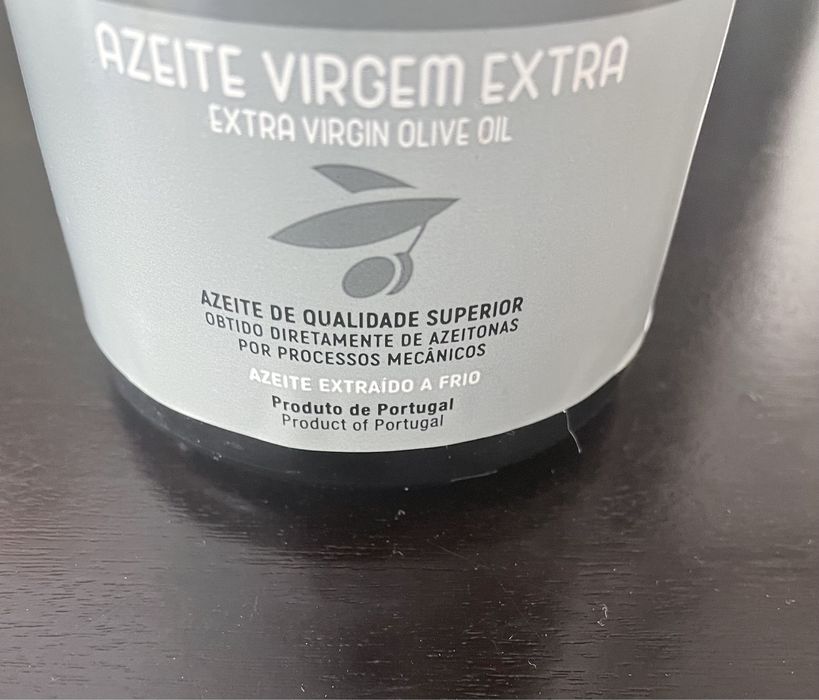 AZEITE VIRGEM EXTRA
EXTRA VIRGIN OLIVE OIL
AZEITE DE QUALIDADE SUPERIOR
OBTIDO DIRETAMENTE DE AZEITONAS
POR PROCESSOS MECÂNICOS
AZEITE EXTRAÍDO A FRIO
Produto de Portugal
Product of Portugal